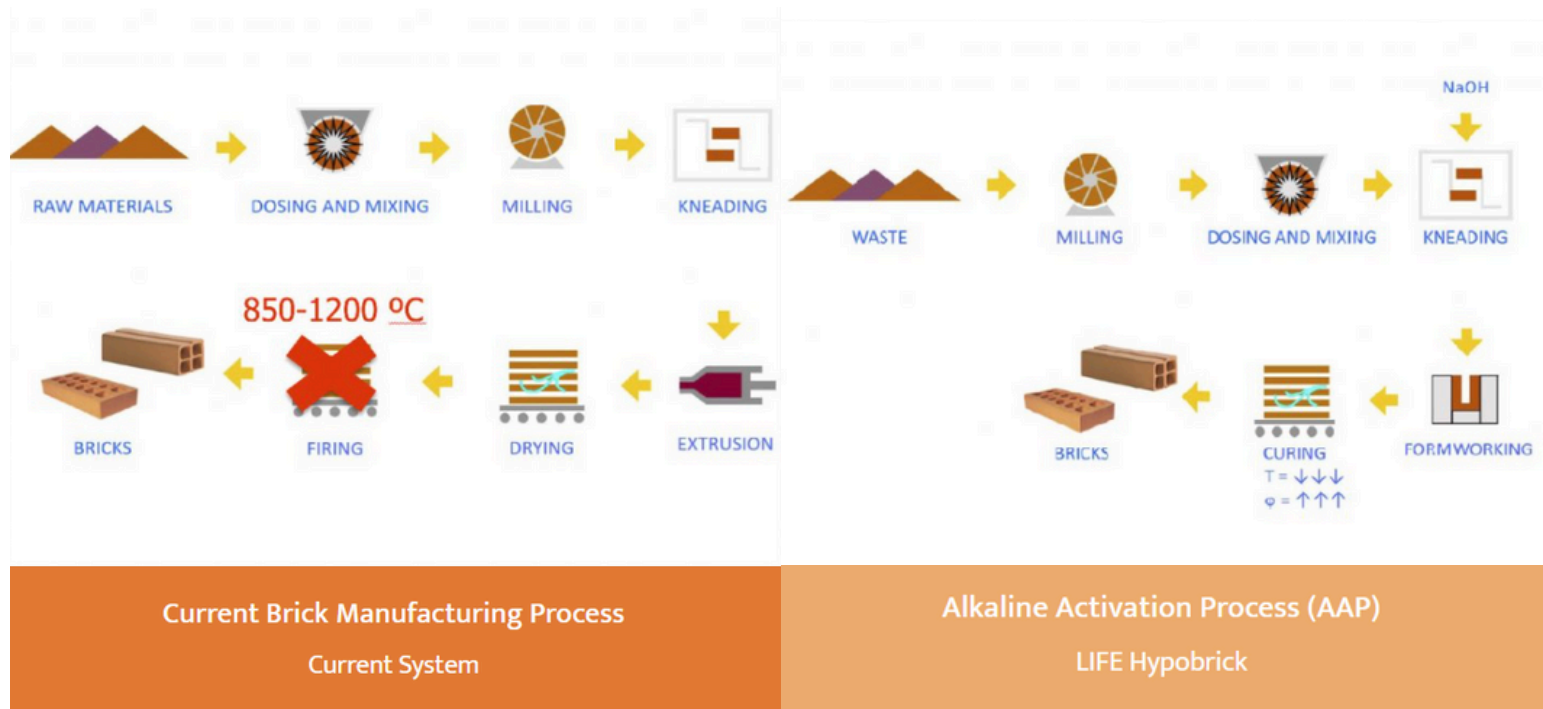 RAW MATERIALS
DOSING AND MIXING
MILLING
KNEADING
850-1200 ºC
BRICKS
FIRING
DRYING
EXTRUSION
Current Brick Manufacturing Process
Current System
NaOH
WASTE
MILLING
DOSING AND MIXING
KNEADING
BRICKS
CURING
T = ↓↓↓
φ = ↑↑↑
FORMWORKING
Alkaline Activation Process (AAP)
LIFE Hypobrick